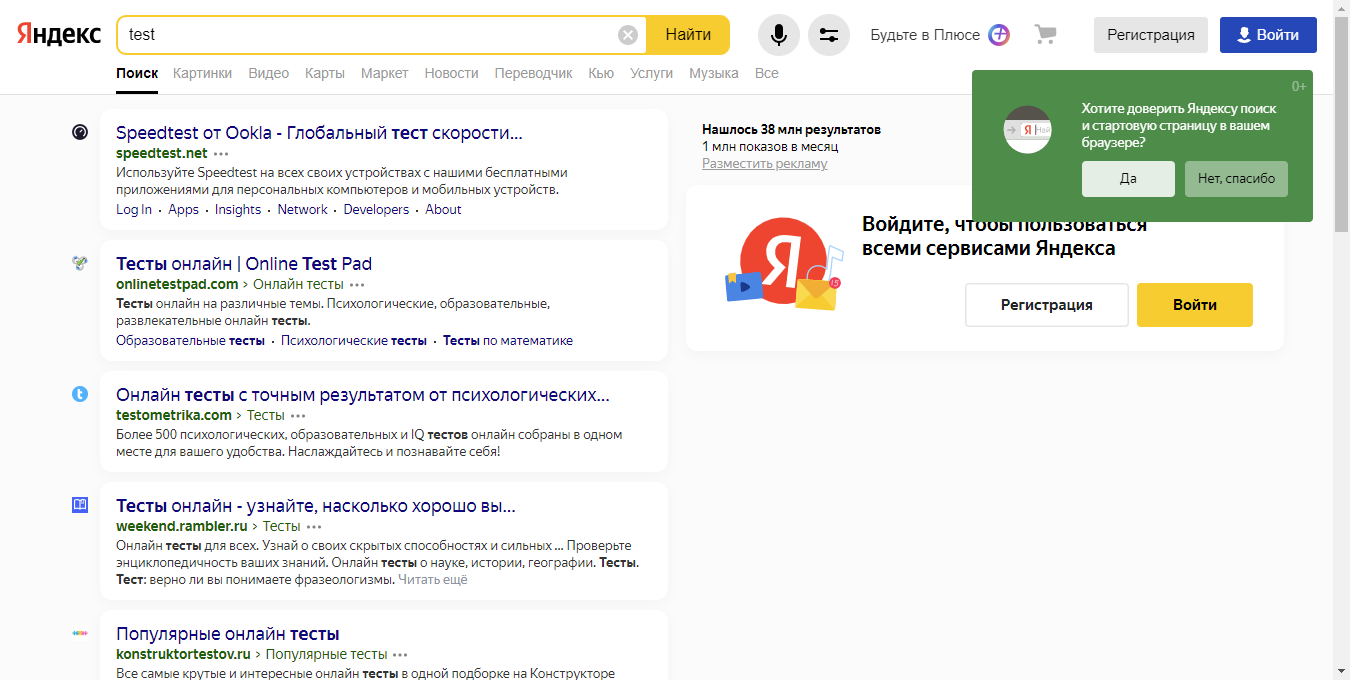 Яндекс
test
Найти
Будьте в Плюсе
Регистрация
Войти
Поиск Картинки Видео Карты Маркет Новости Переводчик Кью Услуги Музыка Все
0+
Хотите доверить Яндексу поиск
и стартовую страницу в вашем
браузере?
Да
Нет, спасибо
Speedtest от Ookla - Глобальный тест скорости...
speedtest.net
Используйте Speedtest на всех своих устройствах с нашими бесплатными
приложениями для персональных компьютеров и мобильных устройств.
Log In · Apps · Insights · Network · Developers · About
Тесты онлайн | Online Test Pad
onlinetestpad.com › Онлайн тесты
Тесты онлайн на различные темы. Психологические, образовательные,
развлекательные онлайн тесты.
Образовательные тесты · Психологические тесты · Тесты по математике
Онлайн тесты с точным результатом от психологических...
testometrika.com › Тесты
Более 500 психологических, образовательных и IQ тестов онлайн собраны в одном
месте для вашего удобства. Наслаждайтесь и познавайте себя!
Тесты онлайн - узнайте, насколько хорошо вы...
weekend.rambler.ru › Тесты
Онлайн тесты для всех. Узнай о своих скрытых способностях и сильных ... Проверьте
энциклопедичность ваших знаний. Онлайн тесты о науке, истории, географии. Тесты.
Тест: верно ли вы понимаете фразеологизмы. Читать ещё
Популярные онлайн тесты
konstruktortestov.ru › Популярные тесты
Все самые крутые и интересные онлайн тесты в одной подборке на Конструкторе
Нашлось 38 млн результатов
1 млн показов в месяц
Разместить рекламу
Я
15
Войдите, чтобы пользоваться
всеми сервисами Яндекса
Регистрация
Войти